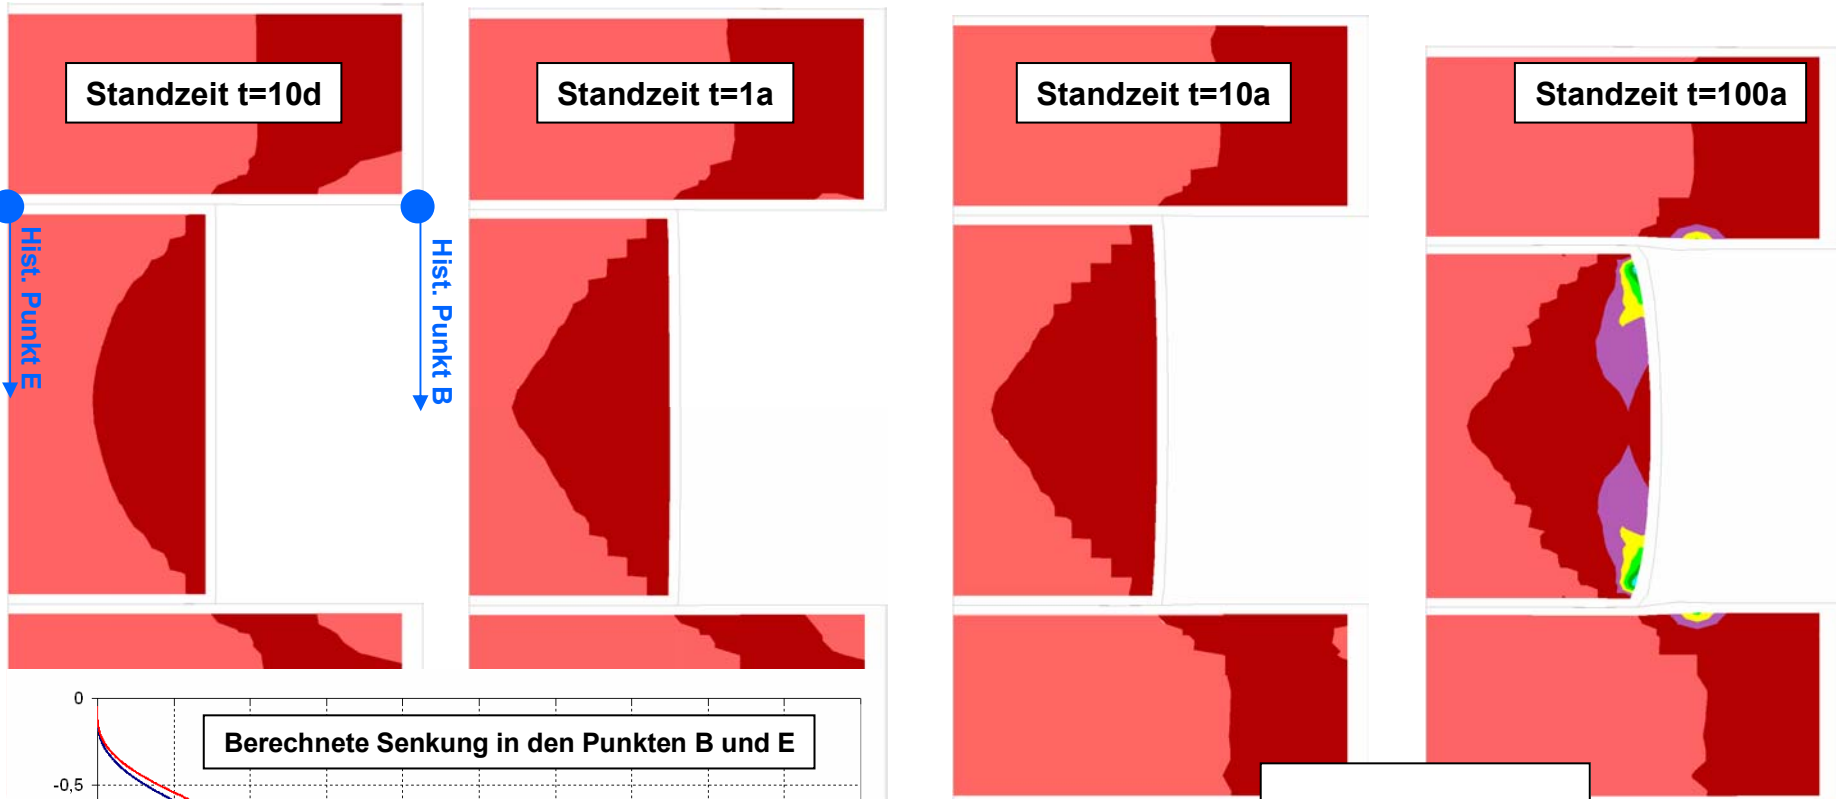 Standzeit t=10d
Standzeit t=1a
Standzeit t=10a
Standzeit t=100a
Hist. Punkt E
Hist. Punkt B
0
Berechnete Senkung in den Punkten B und E
-0,5